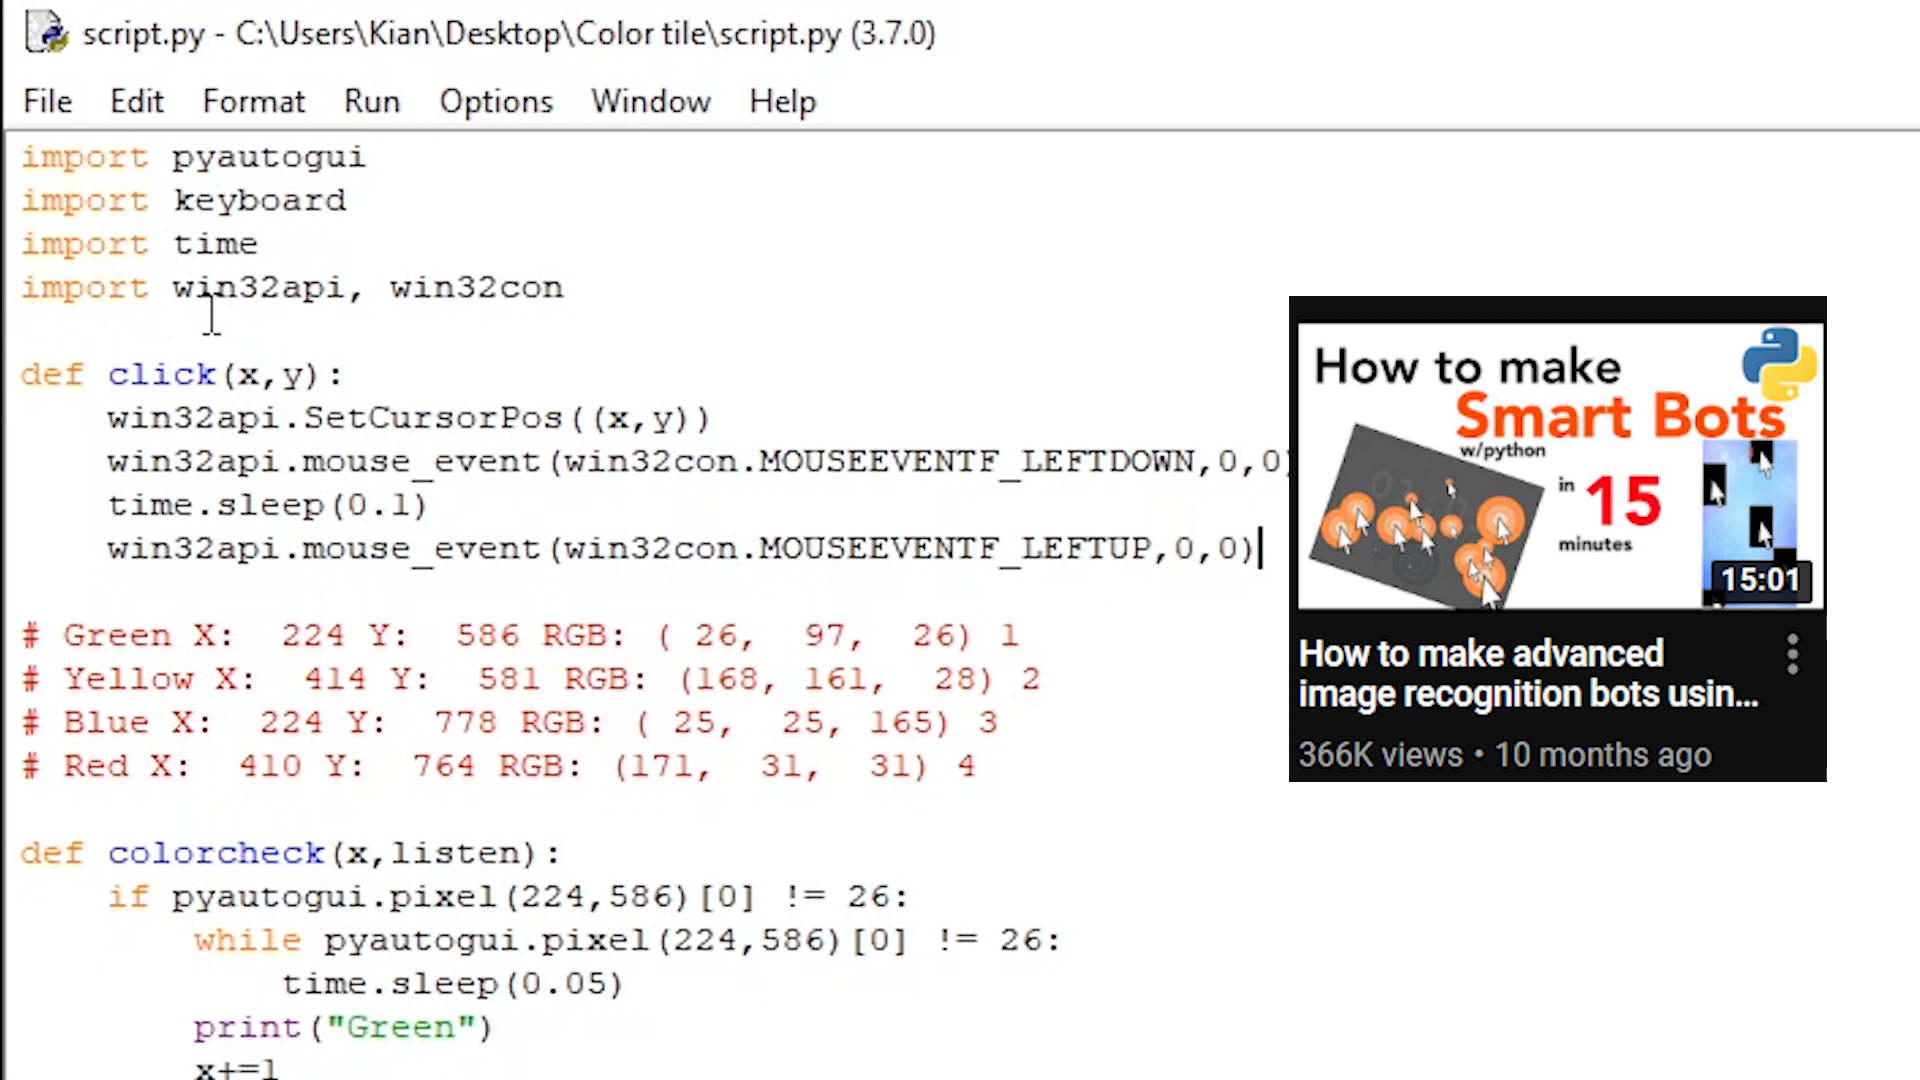 script.py - C:\Users\Kian\Desktop\Color tile\script.py (3.7.0)
File Edit Format Run Options Window Help
import pyautogui
import keyboard
import time
import win32api, win32con
def click(x,y):
    win32api.SetCursorPos((x,y))
    win32api.mouse_event(win32con.MOUSEEVENTF_LEFTDOWN,0,0)
    time.sleep(0.1)
    win32api.mouse_event(win32con.MOUSEEVENTF_LEFTUP,0,0)
# Green X:  224 Y:  586 RGB: ( 26,  97,  26) 1
# Yellow X:  414 Y:  581 RGB: (168, 161,  28) 2
# Blue X:  224 Y:  778 RGB: ( 25,  25, 165) 3
# Red X:  410 Y:  764 RGB: (171,  31,  31) 4
def colorcheck(x,listen):
    if pyautogui.pixel(224,586)[0] != 26:
        while pyautogui.pixel(224,586)[0] != 26:
            time.sleep(0.05)
        print("Green")
        x+=1
How to make
Smart Bots
w/python
in 15
minutes
15:01
How to make advanced
image recognition bots usin...
366K views • 10 months ago